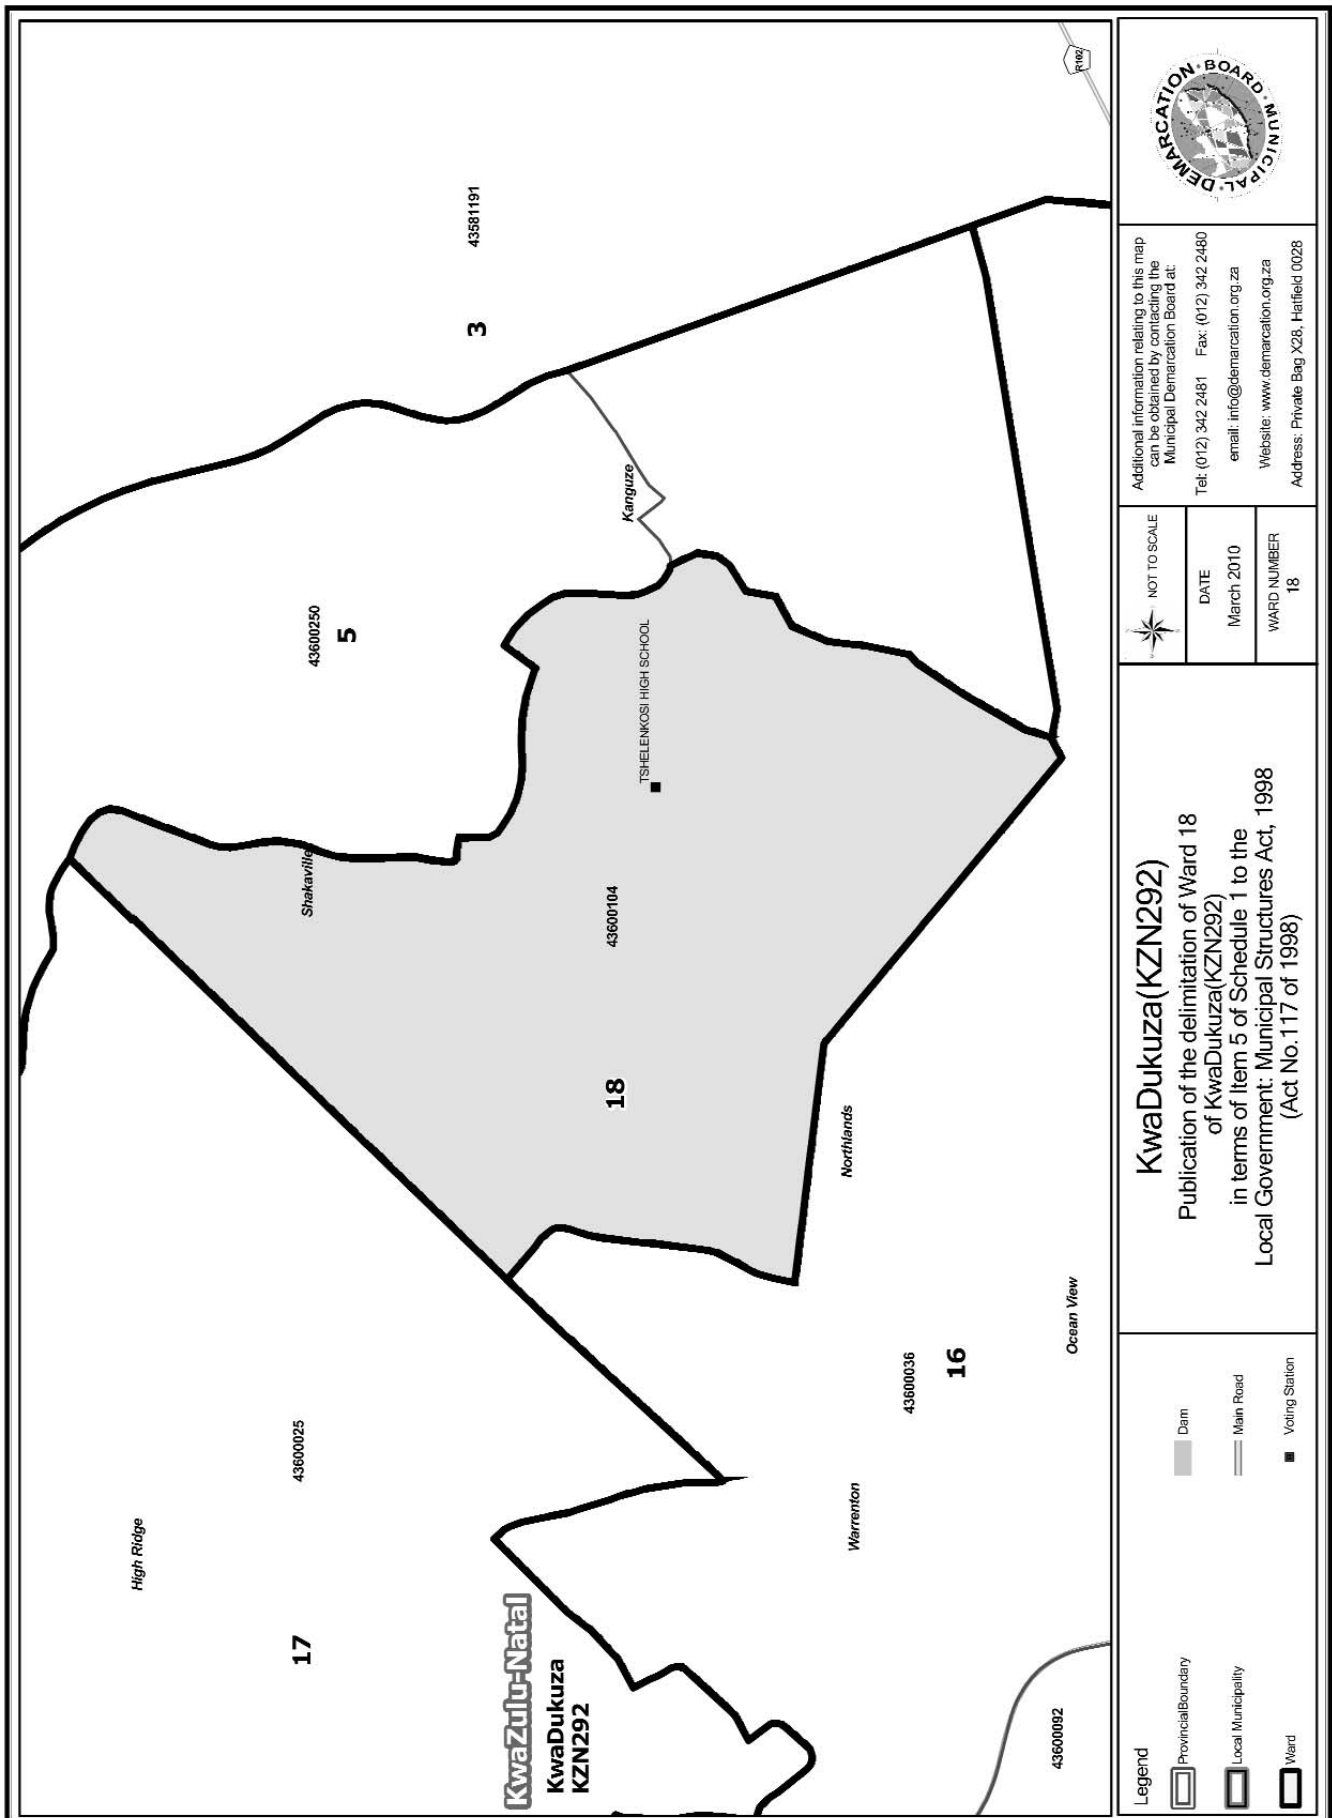 High Ridge
17
43600025
KwaZulu-Natal
KwaDukuza
KZN292
Shakaville
43600250
5
3
43581191
Kanguze
TSHELENKOSI HIGH SCHOOL
43600104
18
Northlands
43600036
16
Warrenton
Ocean View
43600092
R102
Legend
ProvincialBoundary
Local Municipality
Ward
Dam
Main Road
Voting Station
KwaDukuza(KZN292)
Publication of the delimitation of Ward 18
of KwaDukuza(KZN292)
in terms of Item 5 of Schedule 1 to the
Local Government: Municipal Structures Act, 1998
(Act No.117 of 1998)
NOT TO SCALE
DATE
March 2010
WARD NUMBER
18
Additional information relating to this map
can be obtained by contacting the
Municipal Demarcation Board at:
Tel: (012) 342 2481 Fax: (012) 342 2480
email: info@demarcation.org.za
Website: www.demarcation.org.za
Address: Private Bag X28, Hatfield 0028
MUNICIPAL DEMARCATION BOARD